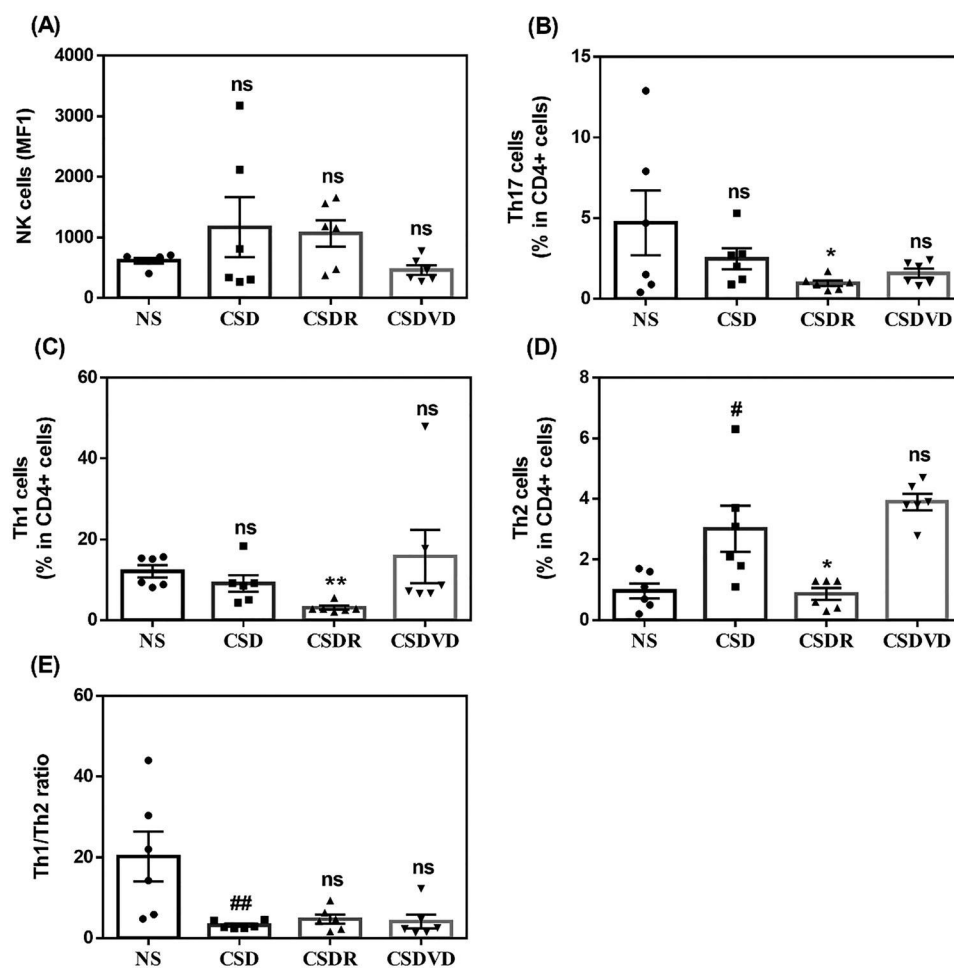 (A)
NK cells (MF1)
4000
3000
2000
1000
0
ns
ns
ns
NS CSD CSDR CSDVD
(B)
Th17 cells
(% in CD4+ cells)
15
10
5
0
ns
*
ns
NS CSD CSDR CSDVD
(C)
Th1 cells
(% in CD4+ cells)
60
40
20
0
ns
**
ns
NS CSD CSDR CSDVD
(D)
Th2 cells
(% in CD4+ cells)
8
6
4
2
0
#
*
ns
NS CSD CSDR CSDVD
(E)
Th1/Th2 ratio
60
40
20
0
##
ns
ns
NS CSD CSDR CSDVD